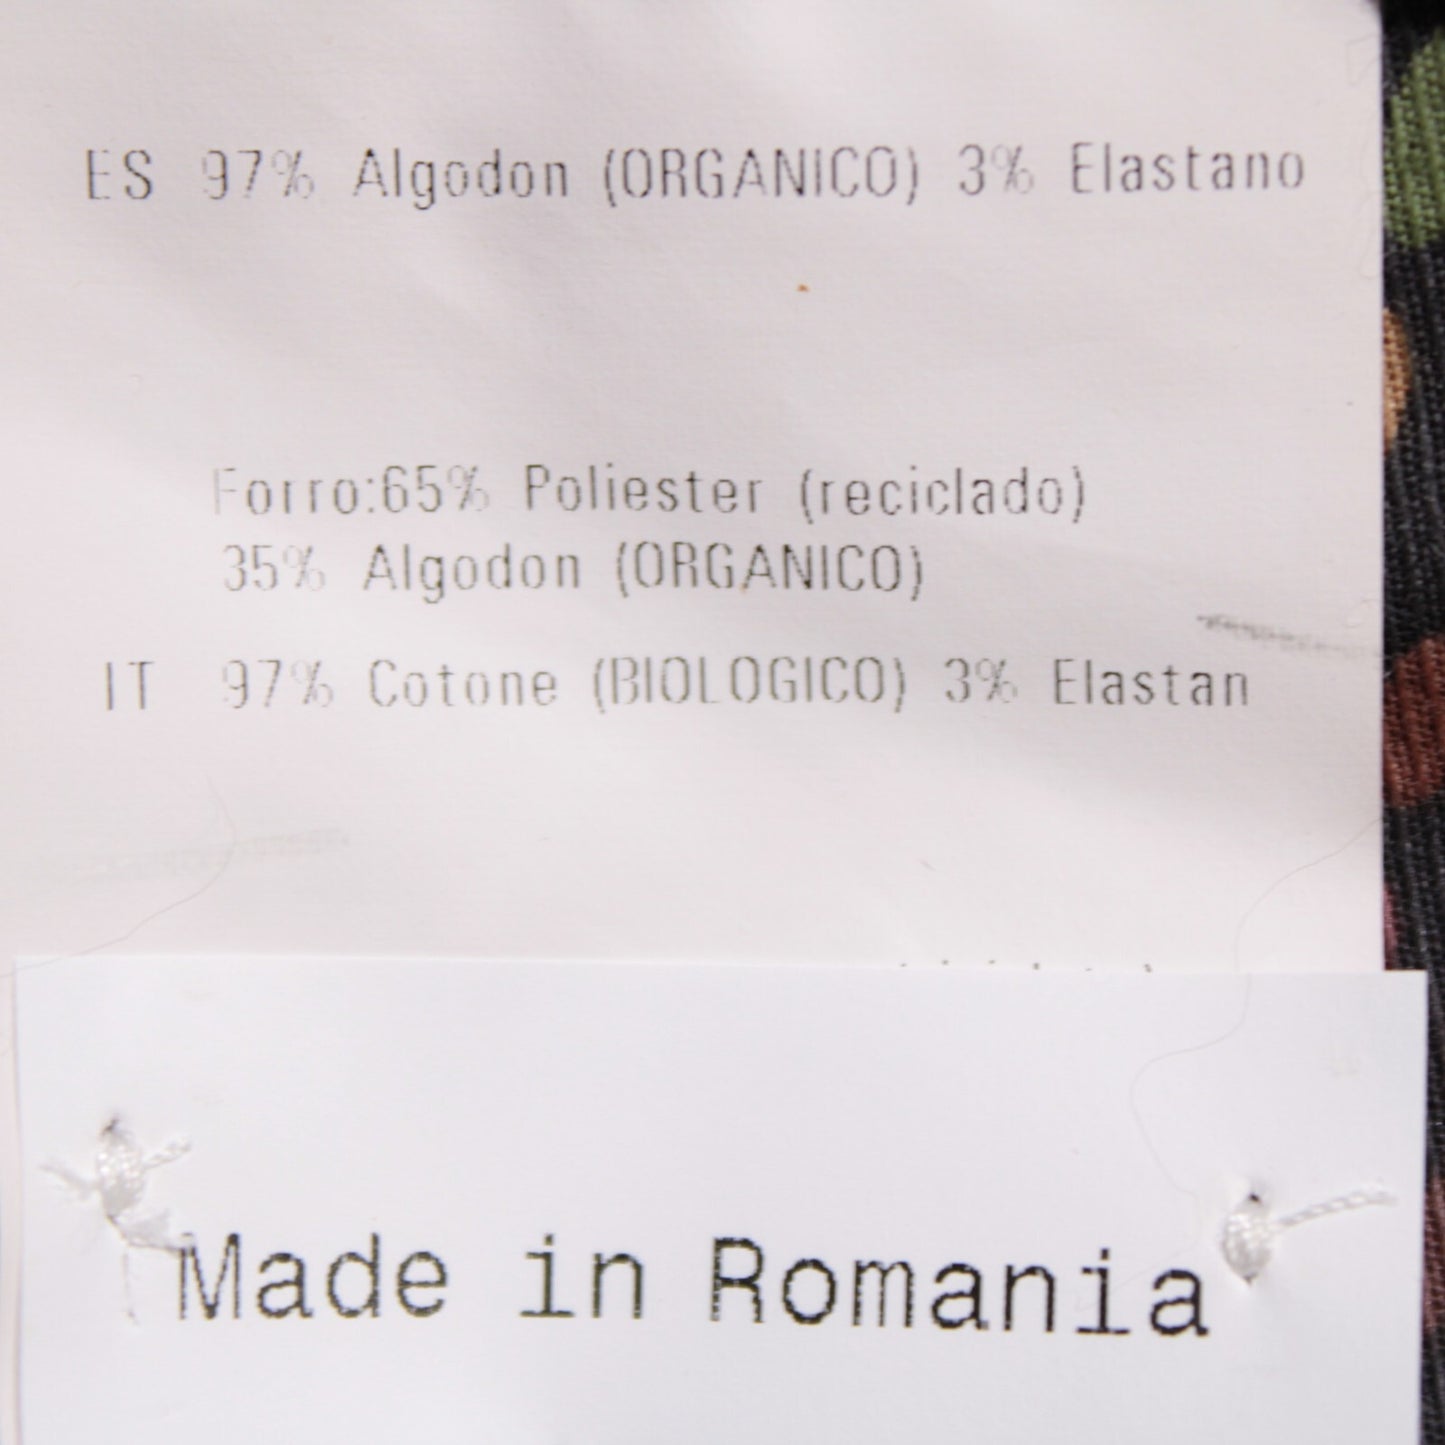 ES 97% Algodon (ORGANICO) 3% Elastano
Forro:65% Poliester (reciclado)
35% Algodon (ORGANICO)
IT 97% Cotone (BIOLOGICO) 3% Elastan
Made in Romania